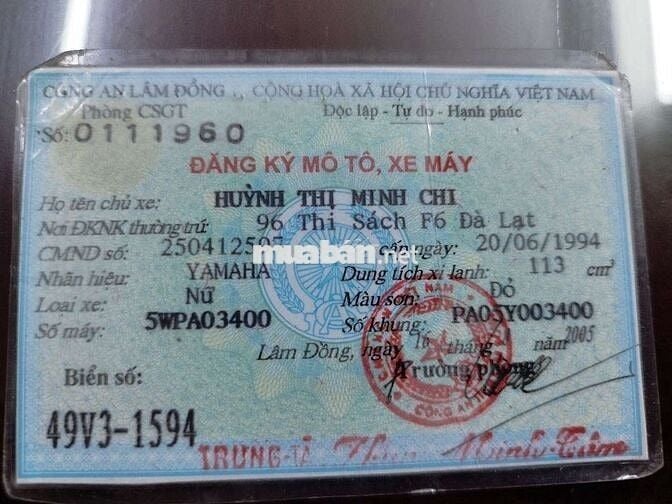 CÔNG AN LÂM ĐỒNG CỘNG HOÀ XÃ HỘI CHỦ NGHĨA VIỆT NAM
Phòng CSGT Độc lập - Tự do - Hạnh phúc
Số: 0111960
ĐĂNG KÝ MÔ TÔ, XE MÁY
Họ tên chủ xe: HUỲNH THỊ MINH CHI
Nơi ĐKNK thường trú: 96 Thi Sách F6 Đà Lạt
CMND số: cấp ngày: 20/06/1994
muaban.net
Nhãn hiệu: YAMAHA Dung tích xi lanh: 113 cm³
Loại xe: Nữ Màu sơn: Đỏ
Số máy: 5WPA03400 Số khung: PA05Y003400
Lâm Đồng, ngày 16 tháng năm 2005
Biển số: Trưởng phòng
49V3-1594
CÔNG AN
TRUNG-TÁ Minh